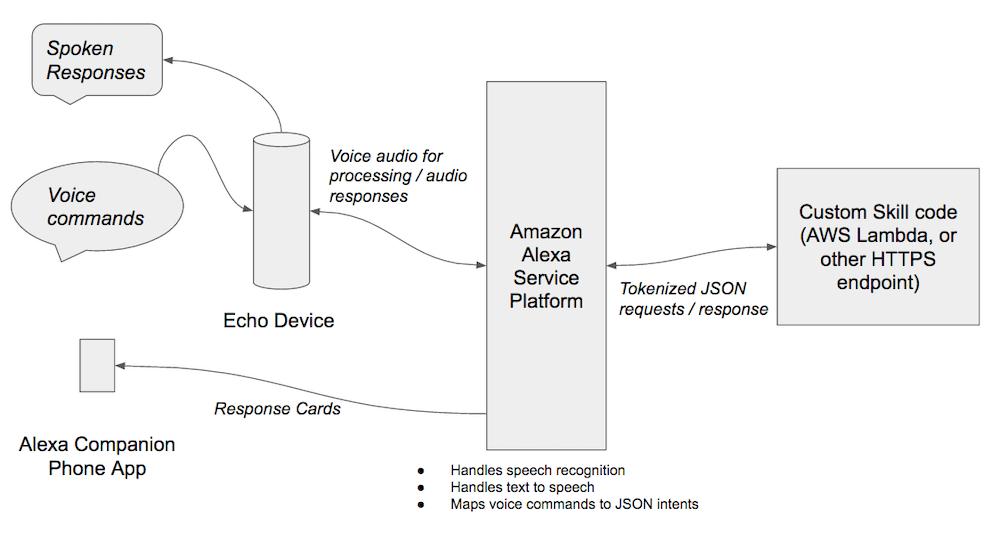 Spoken
Responses
Voice
commands
Echo Device
Voice audio for
processing / audio
responses
Amazon
Alexa
Service
Platform
Tokenized JSON
requests / response
Custom Skill code
(AWS Lambda, or
other HTTPS
endpoint)
Response Cards
Alexa Companion
Phone App
● Handles speech recognition
● Handles text to speech
● Maps voice commands to JSON intents